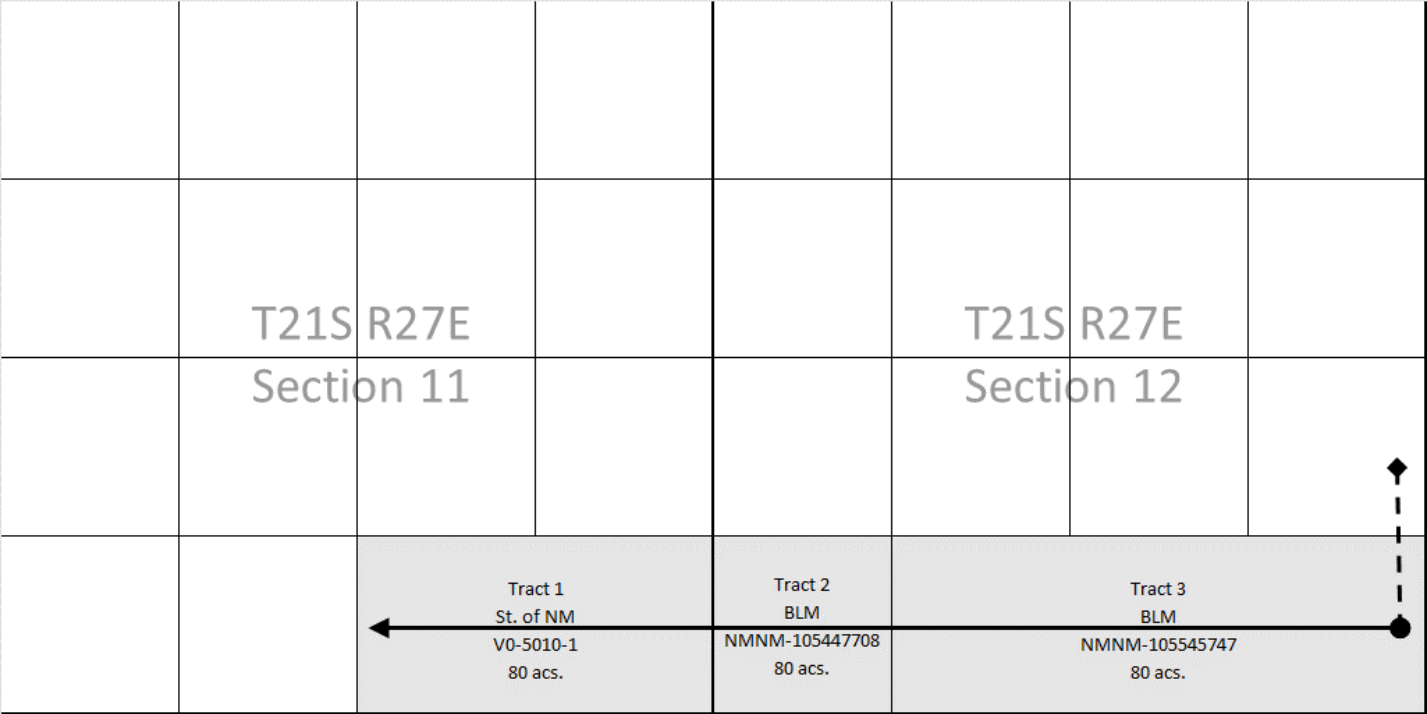 T21S R27E
Section 11
T21S R27E
Section 12
Tract 1
St. of NM
V0-5010-1
80 acs.
Tract 2
BLM
NMNM-105447708
80 acs.
Tract 3
BLM
NMNM-105545747
80 acs.